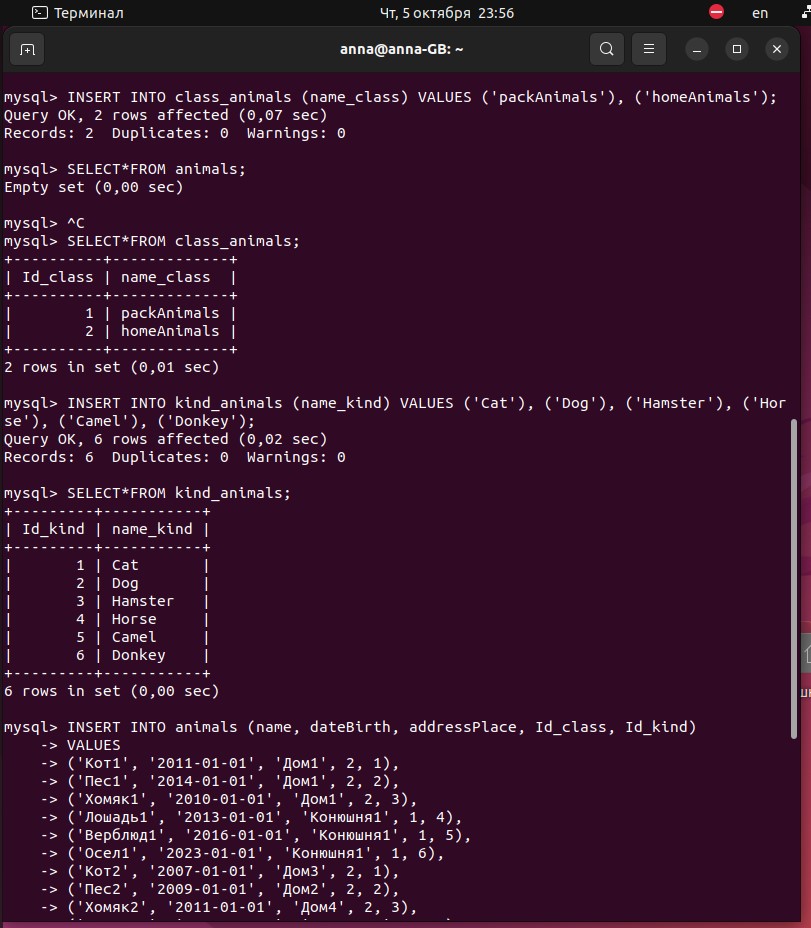 Терминал
Чт, 5 октября 23:56
en
anna@anna-GB: ~
mysql> INSERT INTO class_animals (name_class) VALUES ('packAnimals'), ('homeAnimals');
Query OK, 2 rows affected (0,07 sec)
Records: 2  Duplicates: 0  Warnings: 0
mysql> SELECT*FROM animals;
Empty set (0,00 sec)
mysql> ^C
mysql> SELECT*FROM class_animals;
+----------+-------------+
| Id_class | name_class  |
+----------+-------------+
|        1 | packAnimals |
|        2 | homeAnimals |
+----------+-------------+
2 rows in set (0,01 sec)
mysql> INSERT INTO kind_animals (name_kind) VALUES ('Cat'), ('Dog'), ('Hamster'), ('Hor
se'), ('Camel'), ('Donkey');
Query OK, 6 rows affected (0,02 sec)
Records: 6  Duplicates: 0  Warnings: 0
mysql> SELECT*FROM kind_animals;
+---------+-----------+
| Id_kind | name_kind |
+---------+-----------+
|       1 | Cat       |
|       2 | Dog       |
|       3 | Hamster   |
|       4 | Horse     |
|       5 | Camel     |
|       6 | Donkey    |
+---------+-----------+
6 rows in set (0,00 sec)
mysql> INSERT INTO animals (name, dateBirth, addressPlace, Id_class, Id_kind)
    -> VALUES
    -> ('Кот1', '2011-01-01', 'Дом1', 2, 1),
    -> ('Пес1', '2014-01-01', 'Дом1', 2, 2),
    -> ('Хомяк1', '2010-01-01', 'Дом1', 2, 3),
    -> ('Лошадь1', '2013-01-01', 'Конюшня1', 1, 4),
    -> ('Верблюд1', '2016-01-01', 'Конюшня1', 1, 5),
    -> ('Осел1', '2023-01-01', 'Конюшня1', 1, 6),
    -> ('Кот2', '2007-01-01', 'Дом3', 2, 1),
    -> ('Пес2', '2009-01-01', 'Дом2', 2, 2),
    -> ('Хомяк2', '2011-01-01', 'Дом4', 2, 3),